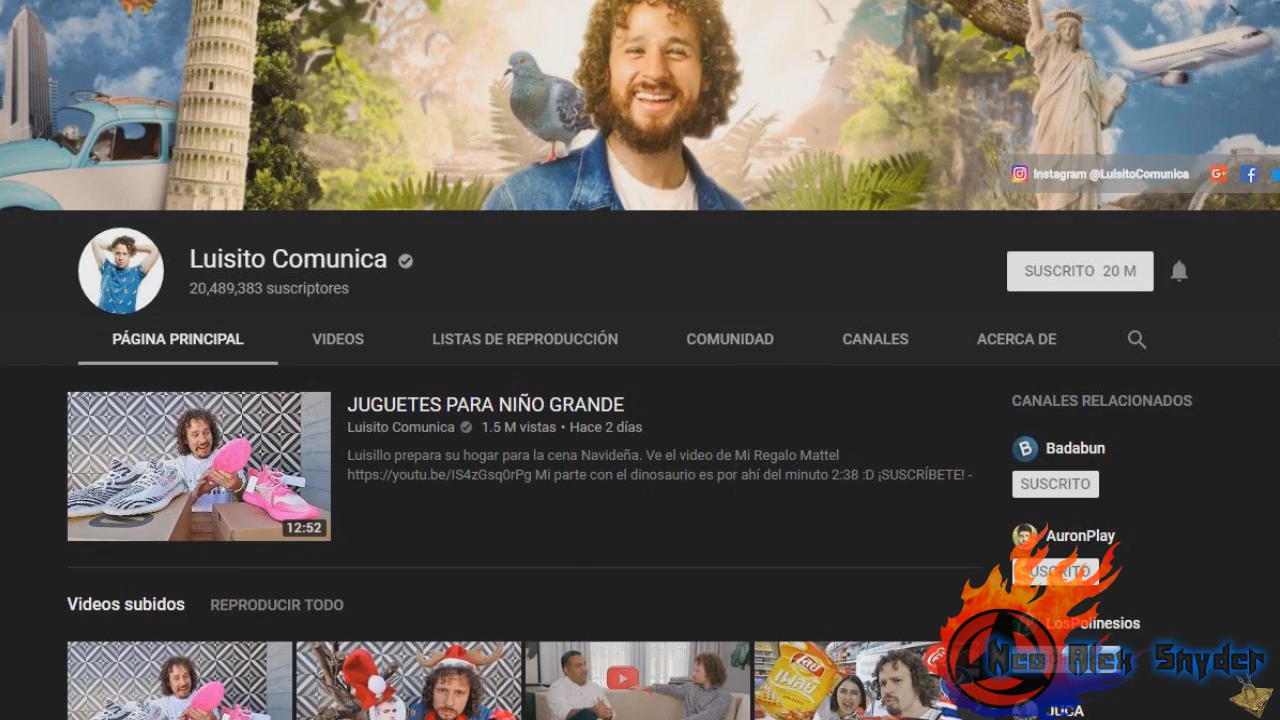 Instagram @LuisitoComunica
G+
Luisito Comunica
20,489,383 suscriptores
SUSCRITO 20 M
PÁGINA PRINCIPAL
VIDEOS
LISTAS DE REPRODUCCIÓN
COMUNIDAD
CANALES
ACERCA DE
JUGUETES PARA NIÑO GRANDE
Luisito Comunica 1.5 M vistas • Hace 2 días
Luisillo prepara su hogar para la cena Navideña. Ve el video de Mi Regalo Mattel
https://youtu.be/IS4zGsq0rPg Mi parte con el dinosaurio es por ahí del minuto 2:38 :D ¡SUSCRÍBETE! -
12:52
CANALES RELACIONADOS
Badabun
SUSCRITO
AuronPlay
SUSCRITO
LosPolinesios
JUCA
Videos subidos
REPRODUCIR TODO
Lay's
Neo Alex Snyder